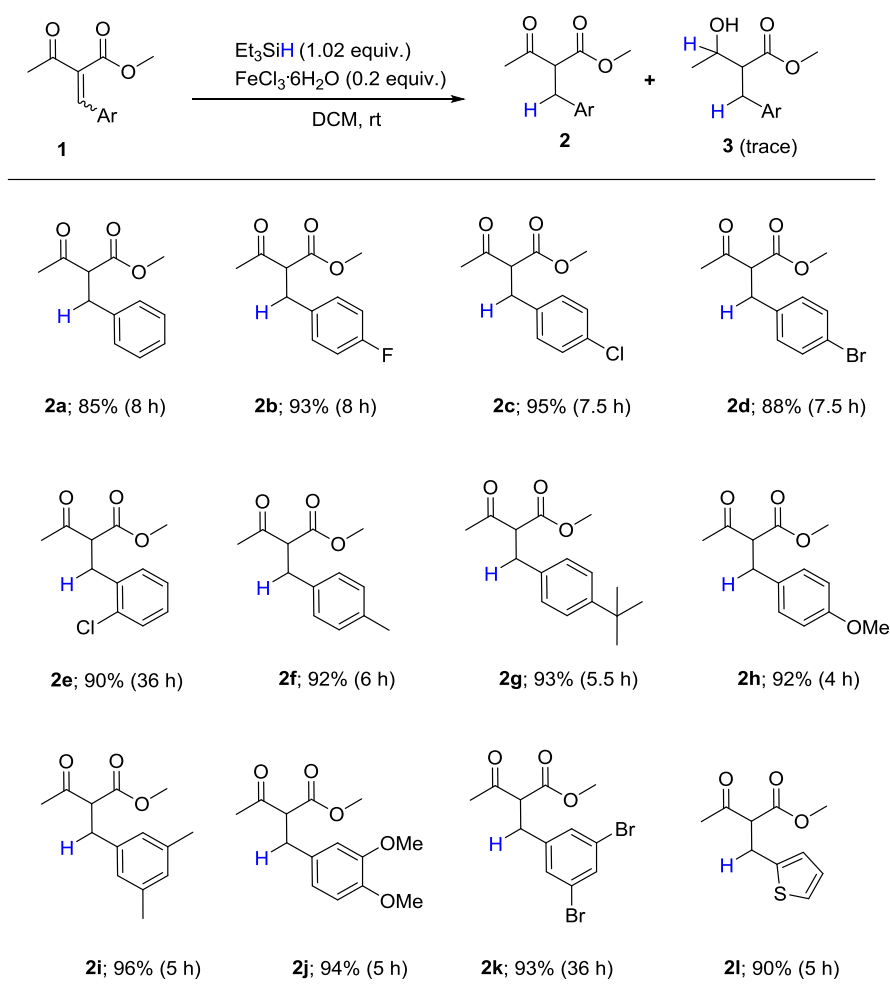 O O O O OH O
Et₃SiH (1.02 equiv.)
FeCl₃·6H₂O (0.2 equiv.)
O O H O
+
Ar H Ar H Ar
DCM, rt
1 2 3 (trace)
O O O O O O O O
O O O O
H H H H
F Cl Br
2a; 85% (8 h) 2b; 93% (8 h) 2c; 95% (7.5 h) 2d; 88% (7.5 h)
O O O O O O O O
O O O O
H H H H
Cl OMe
2e; 90% (36 h) 2f; 92% (6 h) 2g; 93% (5.5 h) 2h; 92% (4 h)
O O O O O O O O
O O O O
Br
H H OMe H H
OMe S
Br
2i; 96% (5 h) 2j; 94% (5 h) 2k; 93% (36 h) 2l; 90% (5 h)